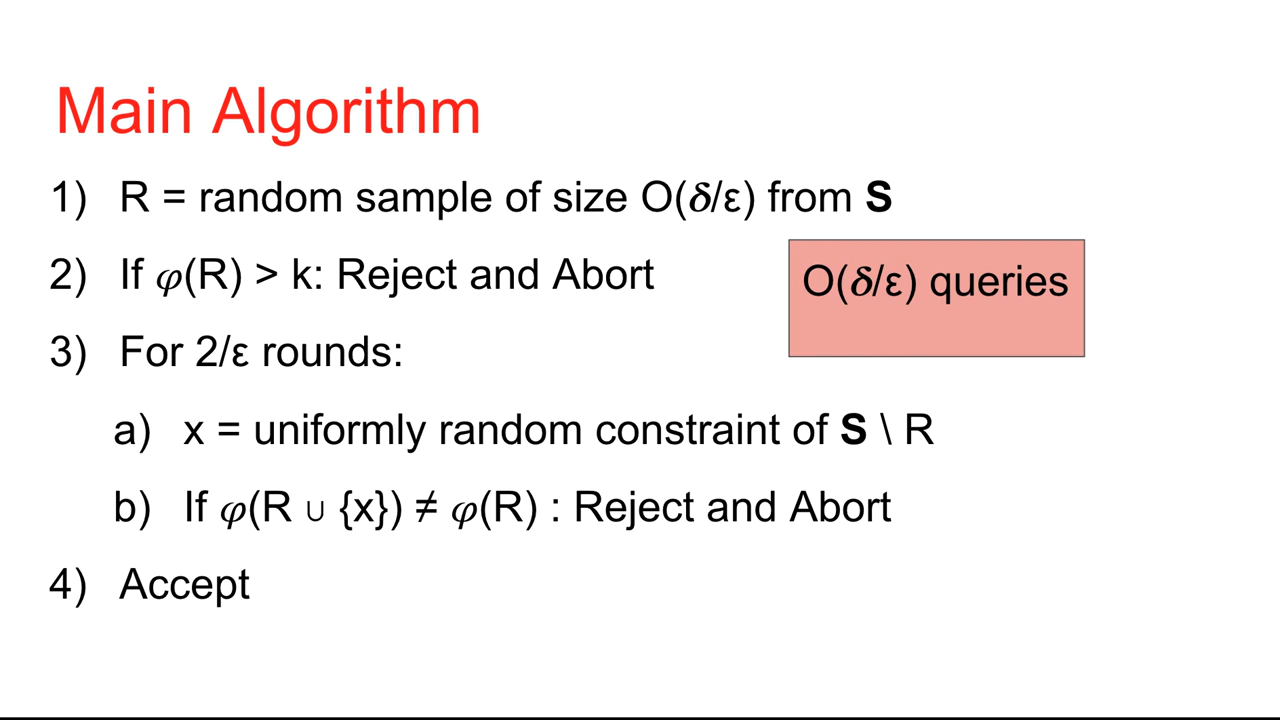 Main Algorithm
1) R = random sample of size O(𝜹/ε) from S
2) If 𝜑(R) > k: Reject and Abort
O(𝜹/ε) queries
3) For 2/ε rounds:
a) x = uniformly random constraint of S \ R
b) If 𝜑(R ∪ {x}) ≠ 𝜑(R) : Reject and Abort
4) Accept